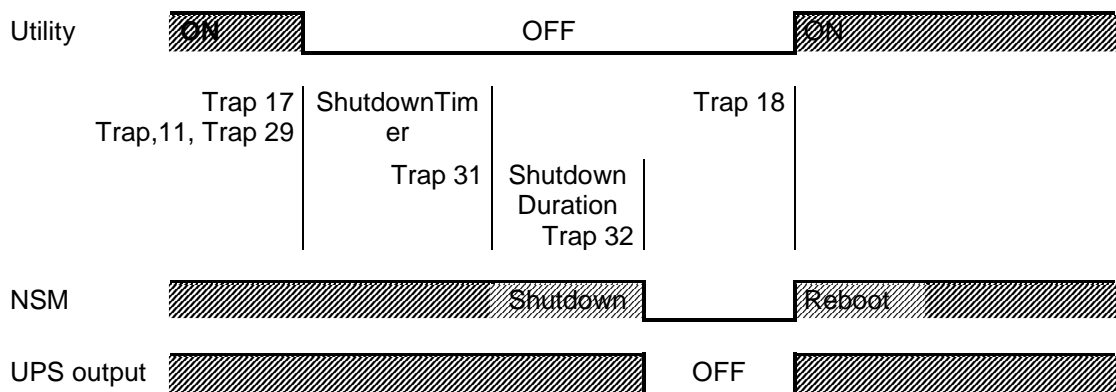 Utility ON OFF ON
Trap 17 ShutdownTim Trap 18
Trap,11, Trap 29 er
Trap 31 Shutdown
Duration
Trap 32
NSM Shutdown Reboot
UPS output OFF